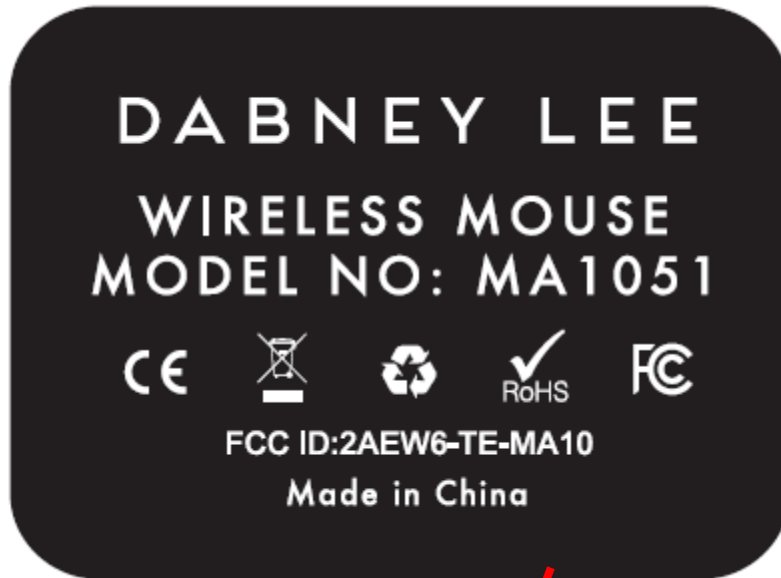 DABNEY LEE
WIRELESS MOUSE
MODEL NO: MA1051
CE RoHS FC
FCC ID:2AEW6-TE-MA10
Made in China